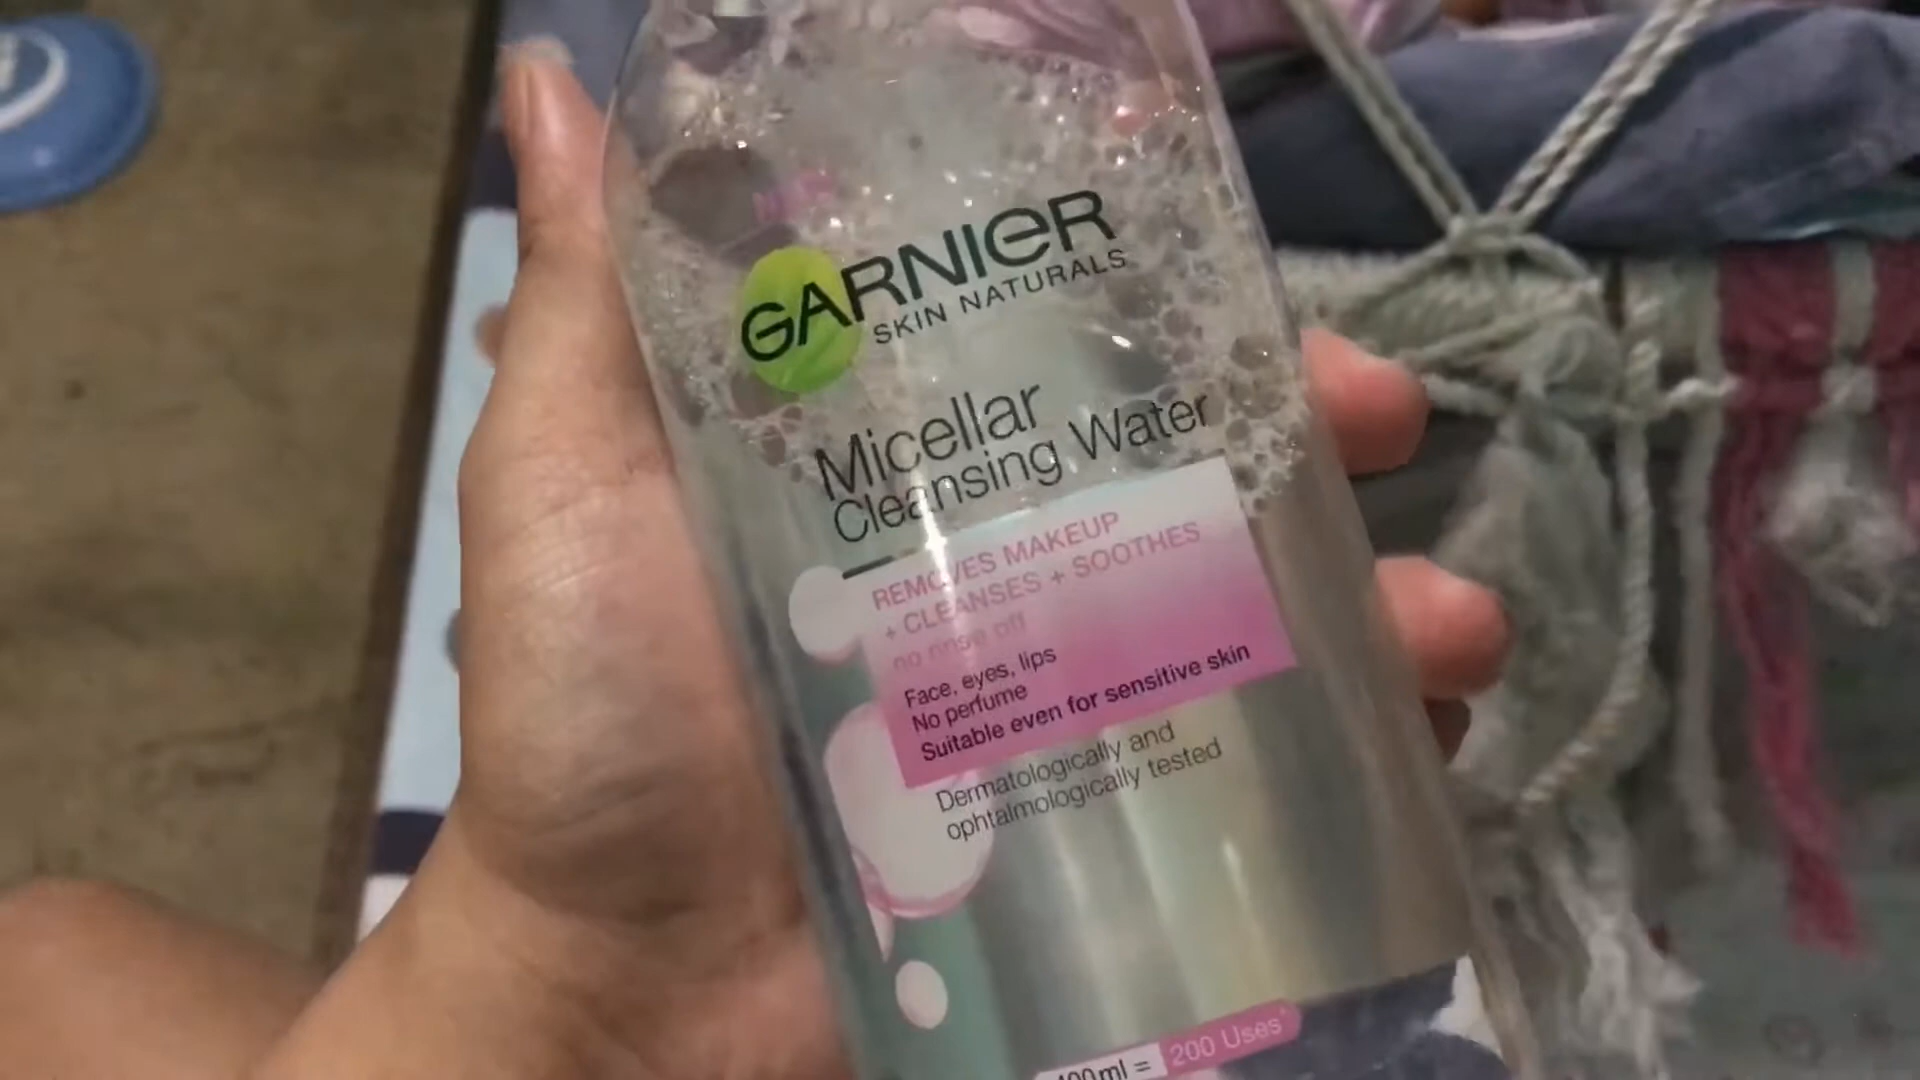 GARNIER
SKIN NATURALS
Micellar
Cleansing Water
REMOVES MAKEUP
+ CLEANSES + SOOTHES
no rinse off
Face, eyes, lips
No perfume
Suitable even for sensitive skin
Dermatologically and
ophtalmologically tested
400ml = 200 Uses*